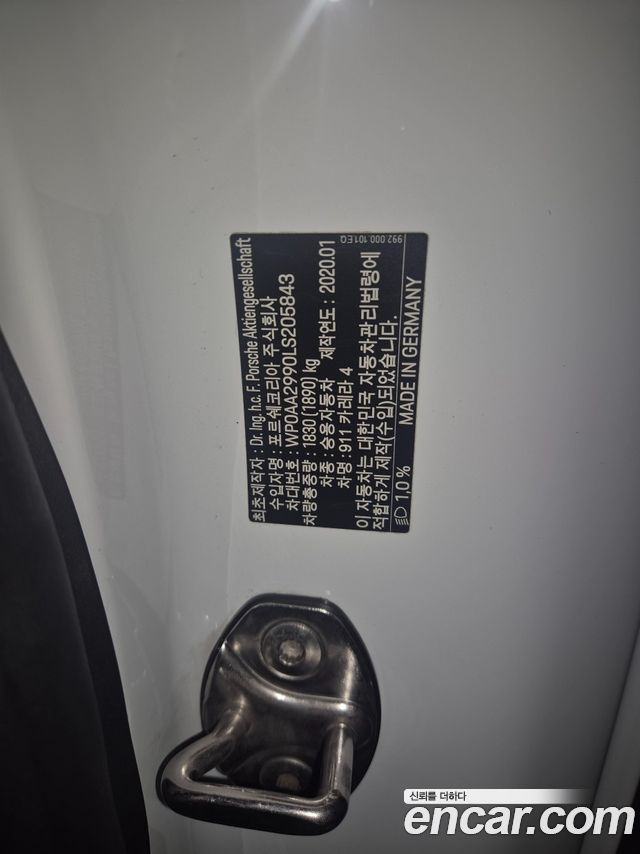 992.000.101 EQ
최초제작자 : Dr. Ing. h.c. F. Porsche Aktiengesellschaft
수입자명 : 포르쉐코리아 주식회사
차대번호 : WP0AA2990LS205843
차량총중량 : 1830 (1890) kg
차종 : 승용자동차 제작연도 : 2020.01
차명 : 911 카레라 4
이 자동차는 대한민국 자동차관리법령에
적합하게 제작(수입)되었습니다.
1,0 % MADE IN GERMANY
신뢰를 더하다
encar.com